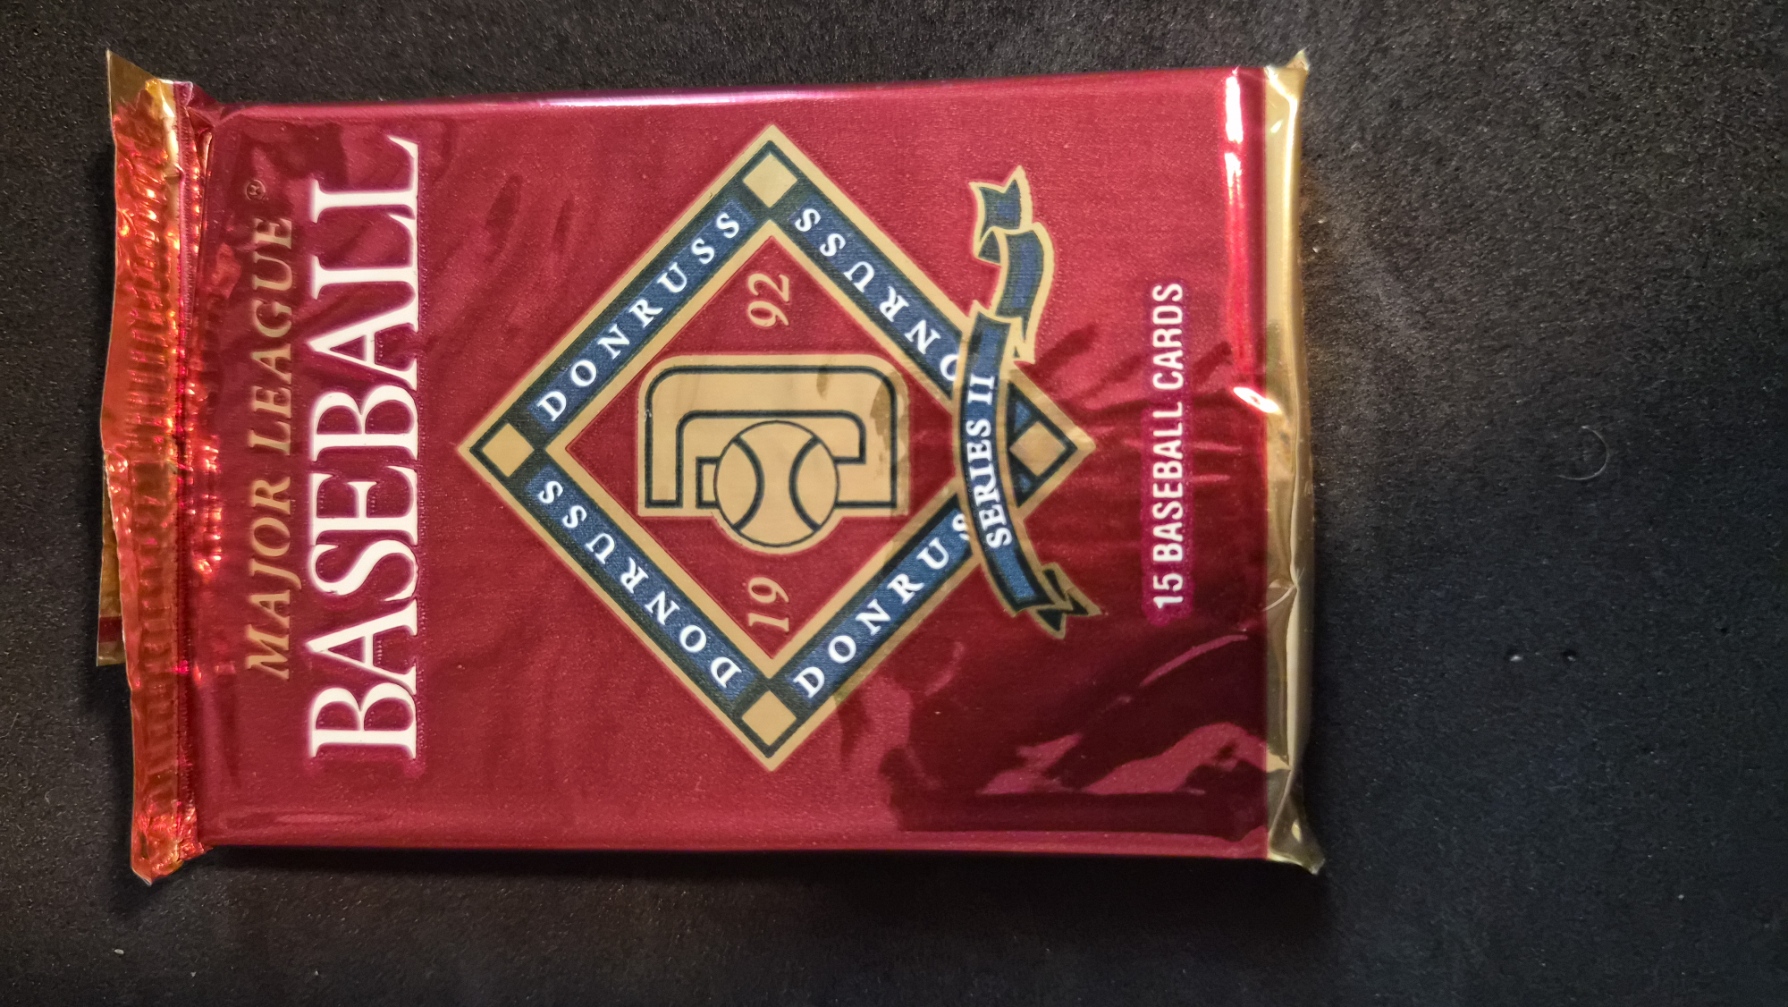 MAJOR LEAGUE®
BASEBALL
DONRUSS
DONRUSS
19 92
DONRUSS
DONRUSS
SERIES II
15 BASEBALL CARDS